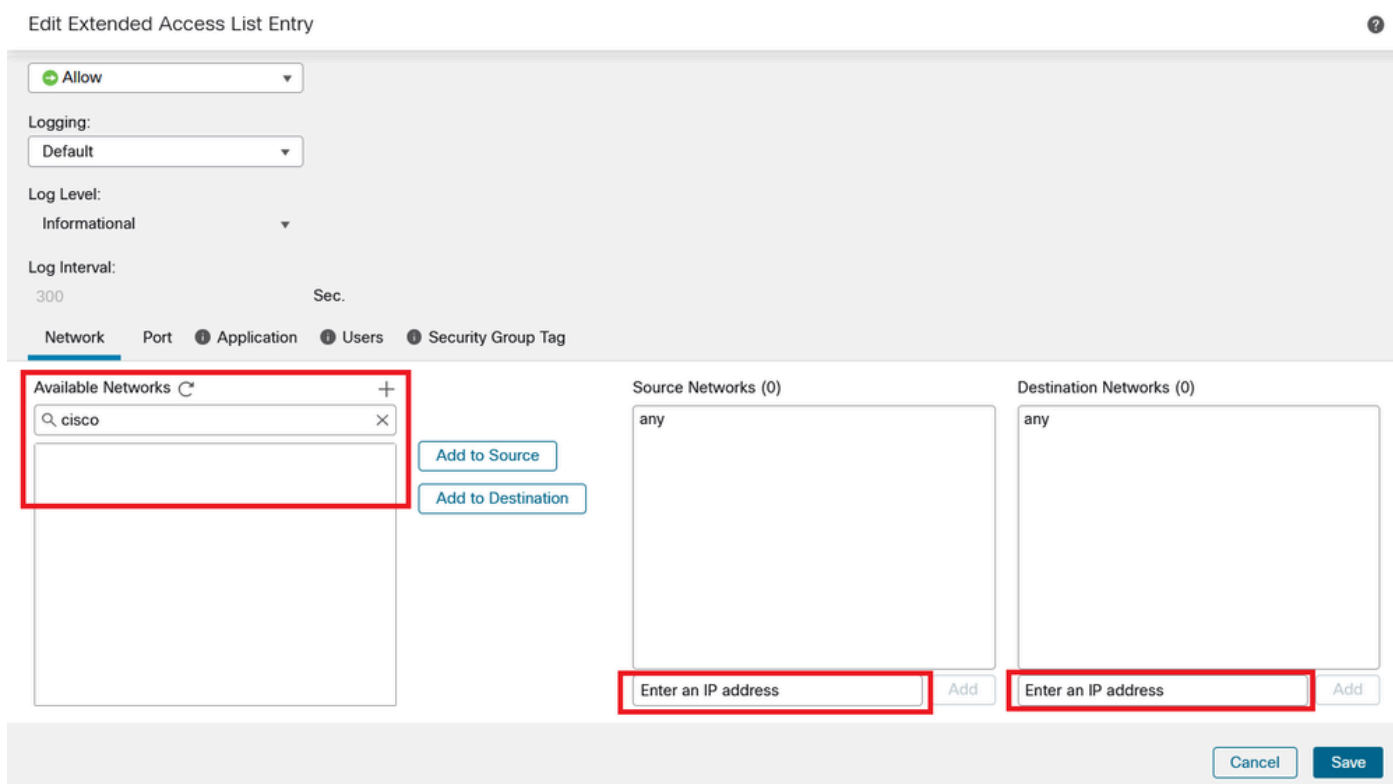 Edit Extended Access List Entry
Allow
Logging:
Default
Log Level:
Informational
Log Interval:
300 Sec.
Network Port Application Users Security Group Tag
Available Networks
cisco
Add to Source
Add to Destination
Source Networks (0)
any
Enter an IP address Add
Destination Networks (0)
any
Enter an IP address Add
Cancel Save